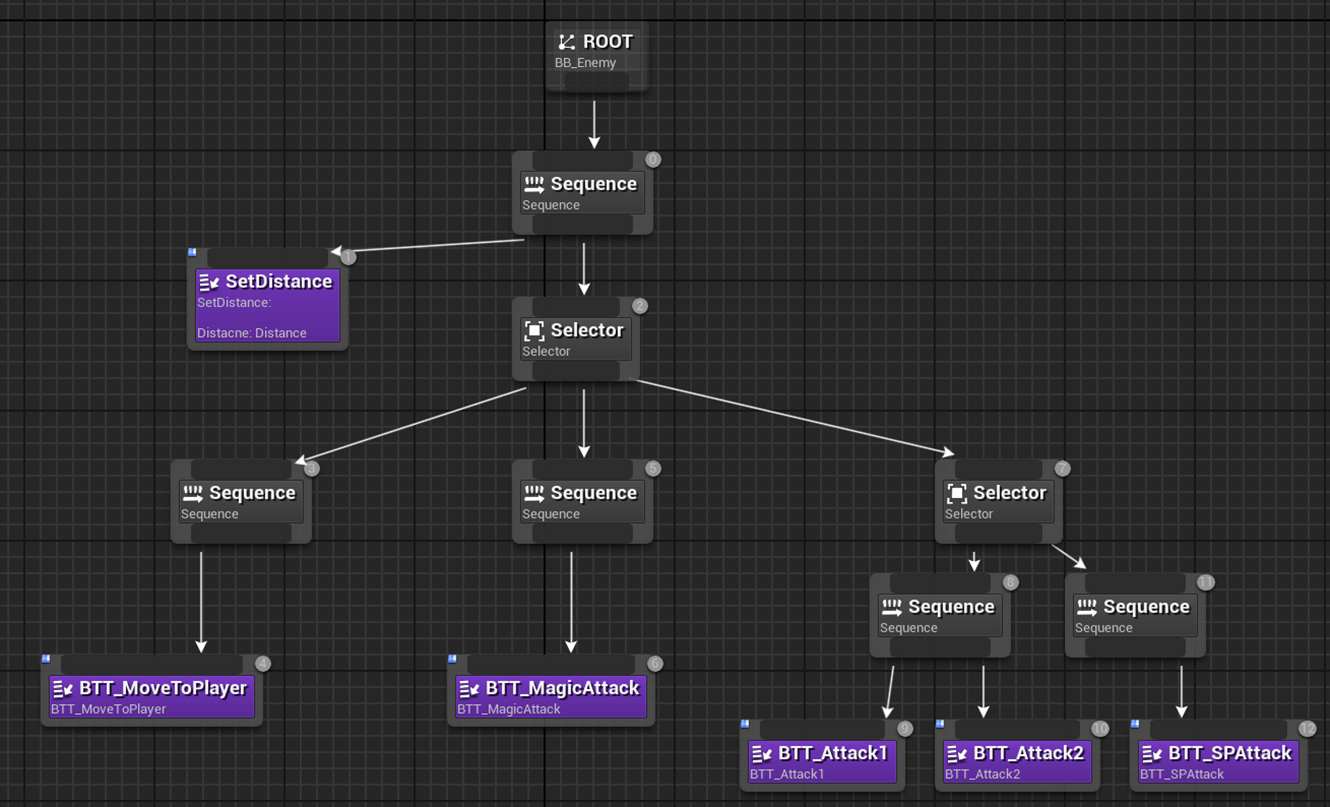 ROOT
BB_Enemy
0
Sequence
Sequence
1
SetDistance
SetDistance:
Distacne: Distance
2
Selector
Selector
3
Sequence
Sequence
5
Sequence
Sequence
7
Selector
Selector
8
Sequence
Sequence
11
Sequence
Sequence
4
BTT_MoveToPlayer
BTT_MoveToPlayer
6
BTT_MagicAttack
BTT_MagicAttack
9
BTT_Attack1
BTT_Attack1
10
BTT_Attack2
BTT_Attack2
12
BTT_SPAttack
BTT_SPAttack